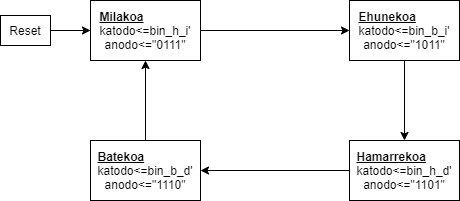 Reset
Milakoa
katodo<=bin_h_i'
anodo<="0111"
Ehunekoa
katodo<=bin_b_i'
anodo<="1011"
Batekoa
katodo<=bin_b_d'
anodo<="1110"
Hamarrekoa
katodo<=bin_h_d'
anodo<="1101"